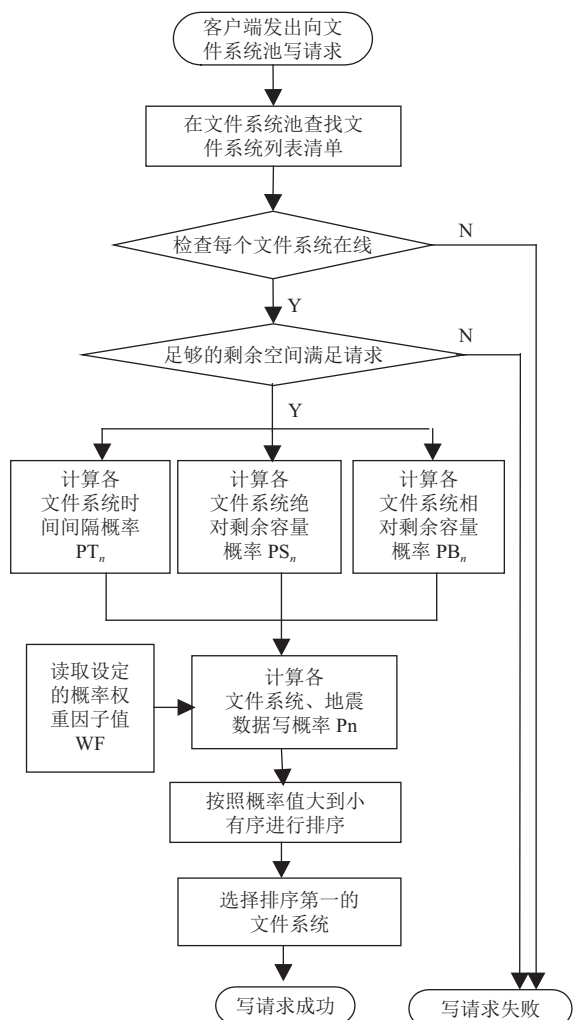 客户端发出向文
件系统池写请求
在文件系统池查找文
件系统列表清单
检查每个文件系统在线
N
Y
足够的剩余空间满足请求
N
Y
计算各
文件系统时
间间隔概率
PTn
计算各
文件系统绝
对剩余容量
概率 PSn
计算各
文件系统相
对剩余容量
概率 PBn
读取设定
的概率权
重因子值
WF
计算各
文件系统、地震
数据写概率 Pn
按照概率值大到小
有序进行排序
选择排序第一的
文件系统
写请求成功
写请求失败